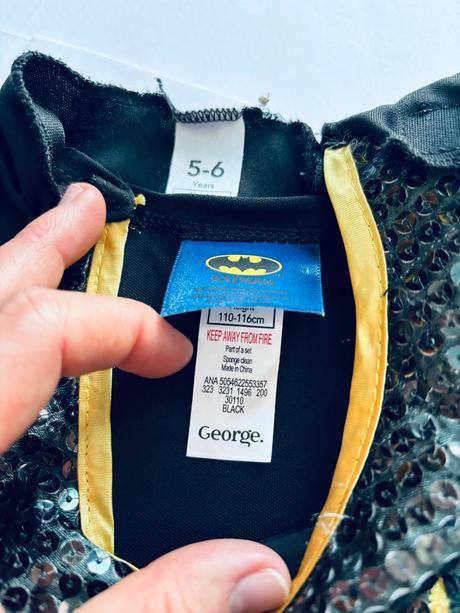 5-6
Years
BATMAN
Height
110-116cm
KEEP AWAY FROM FIRE
Part of a set
Sponge clean
Made in China
ANA 5054622553357
323 3231 1496 200
30110
BLACK
George.